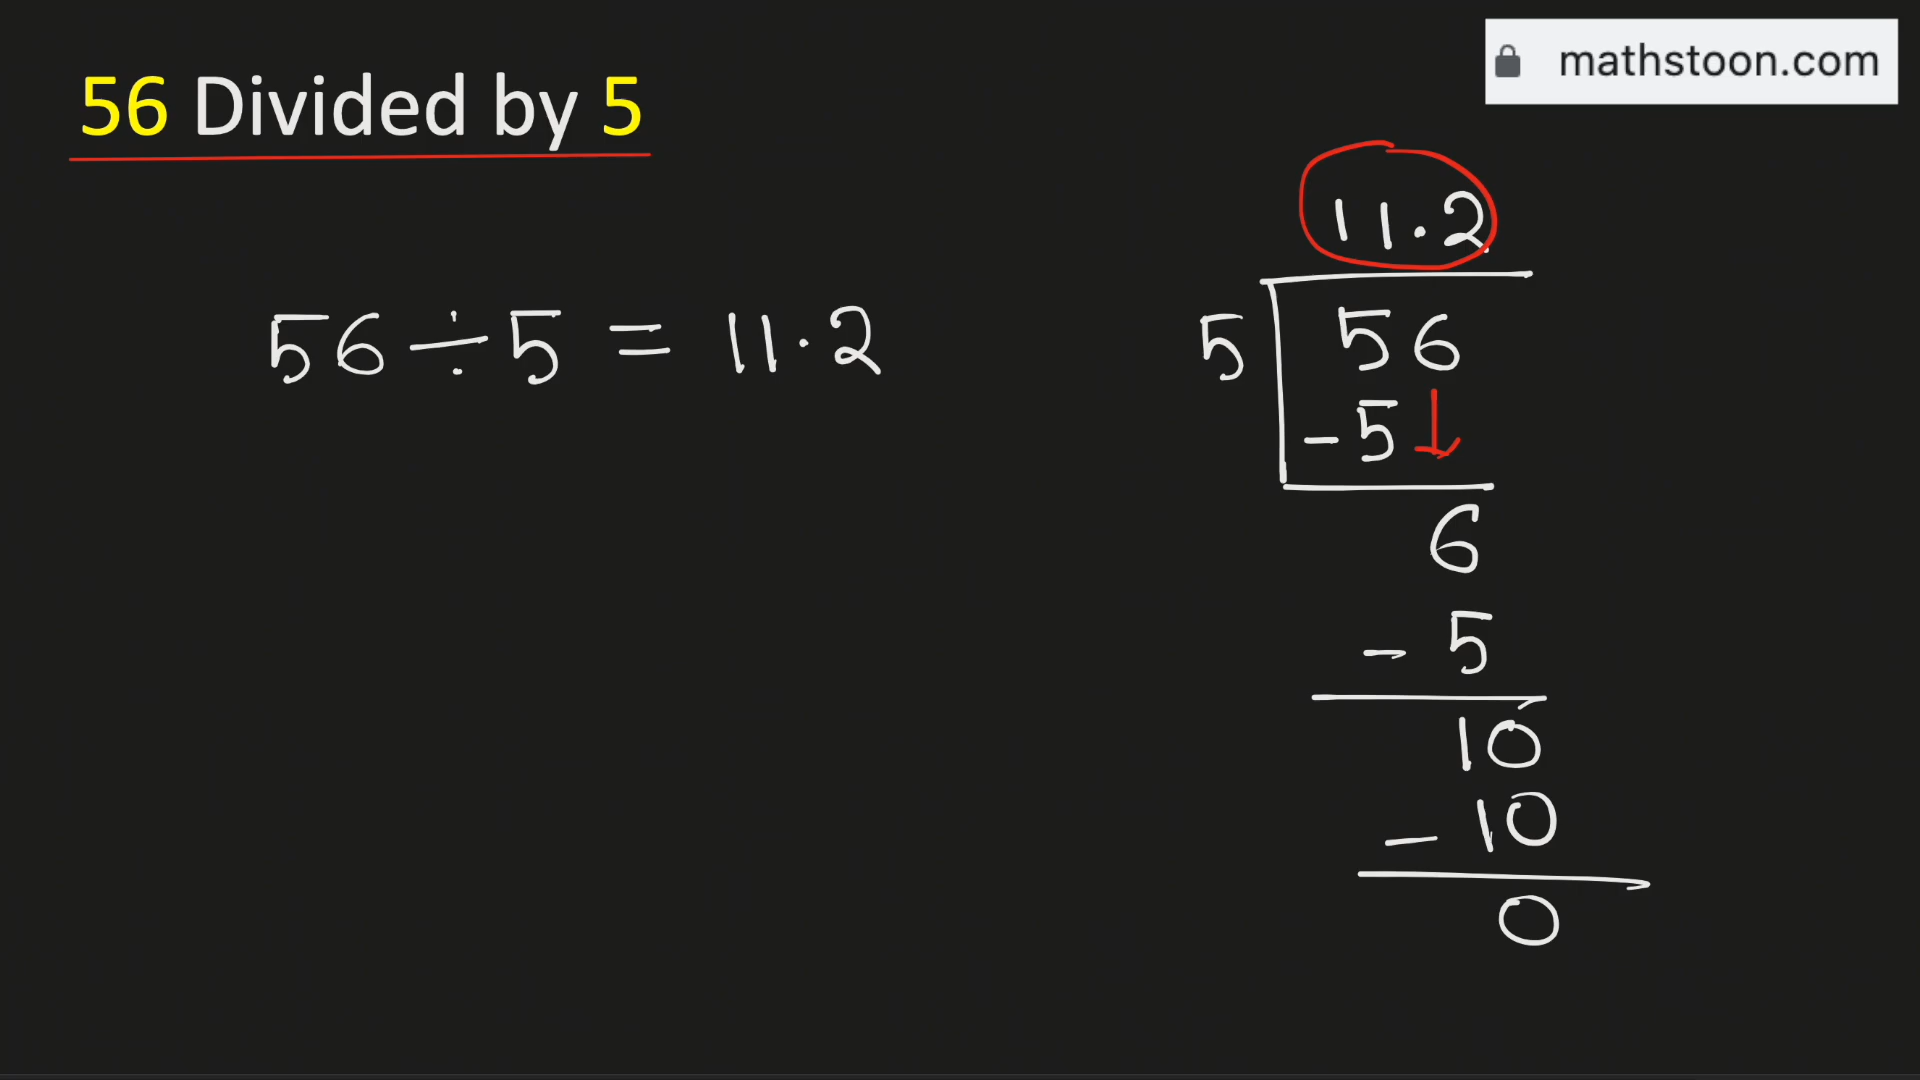 56 Divided by 5
mathstoon.com
56 ÷ 5 = 11.2
11.2
5 56
- 5
6
- 5
10
- 10
0